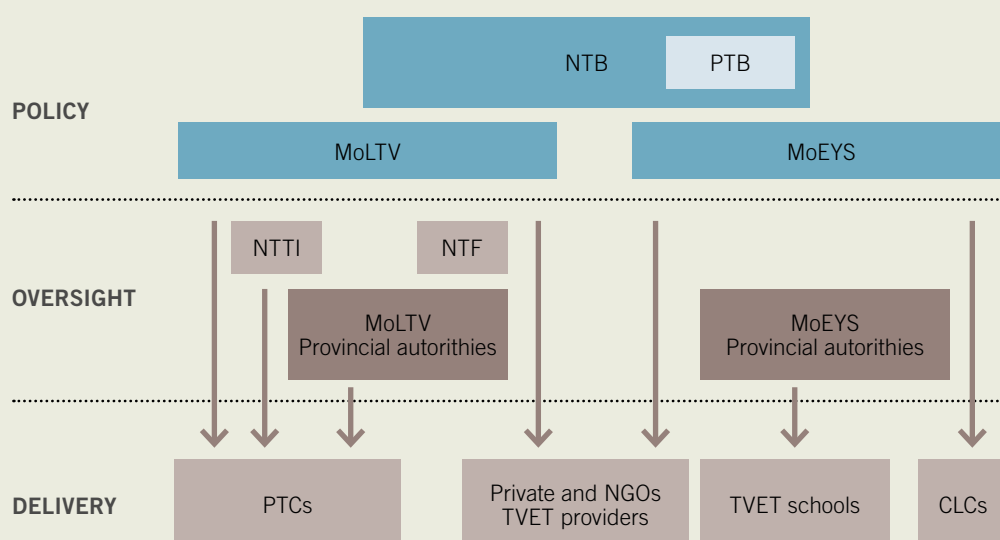 NTB
PTB
POLICY
MoLTV
MoEYS
NTTI
NTF
OVERSIGHT
MoLTV
Provincial autorithies
MoEYS
Provincial autorithies
DELIVERY
PTCs
Private and NGOs
TVET providers
TVET schools
CLCs